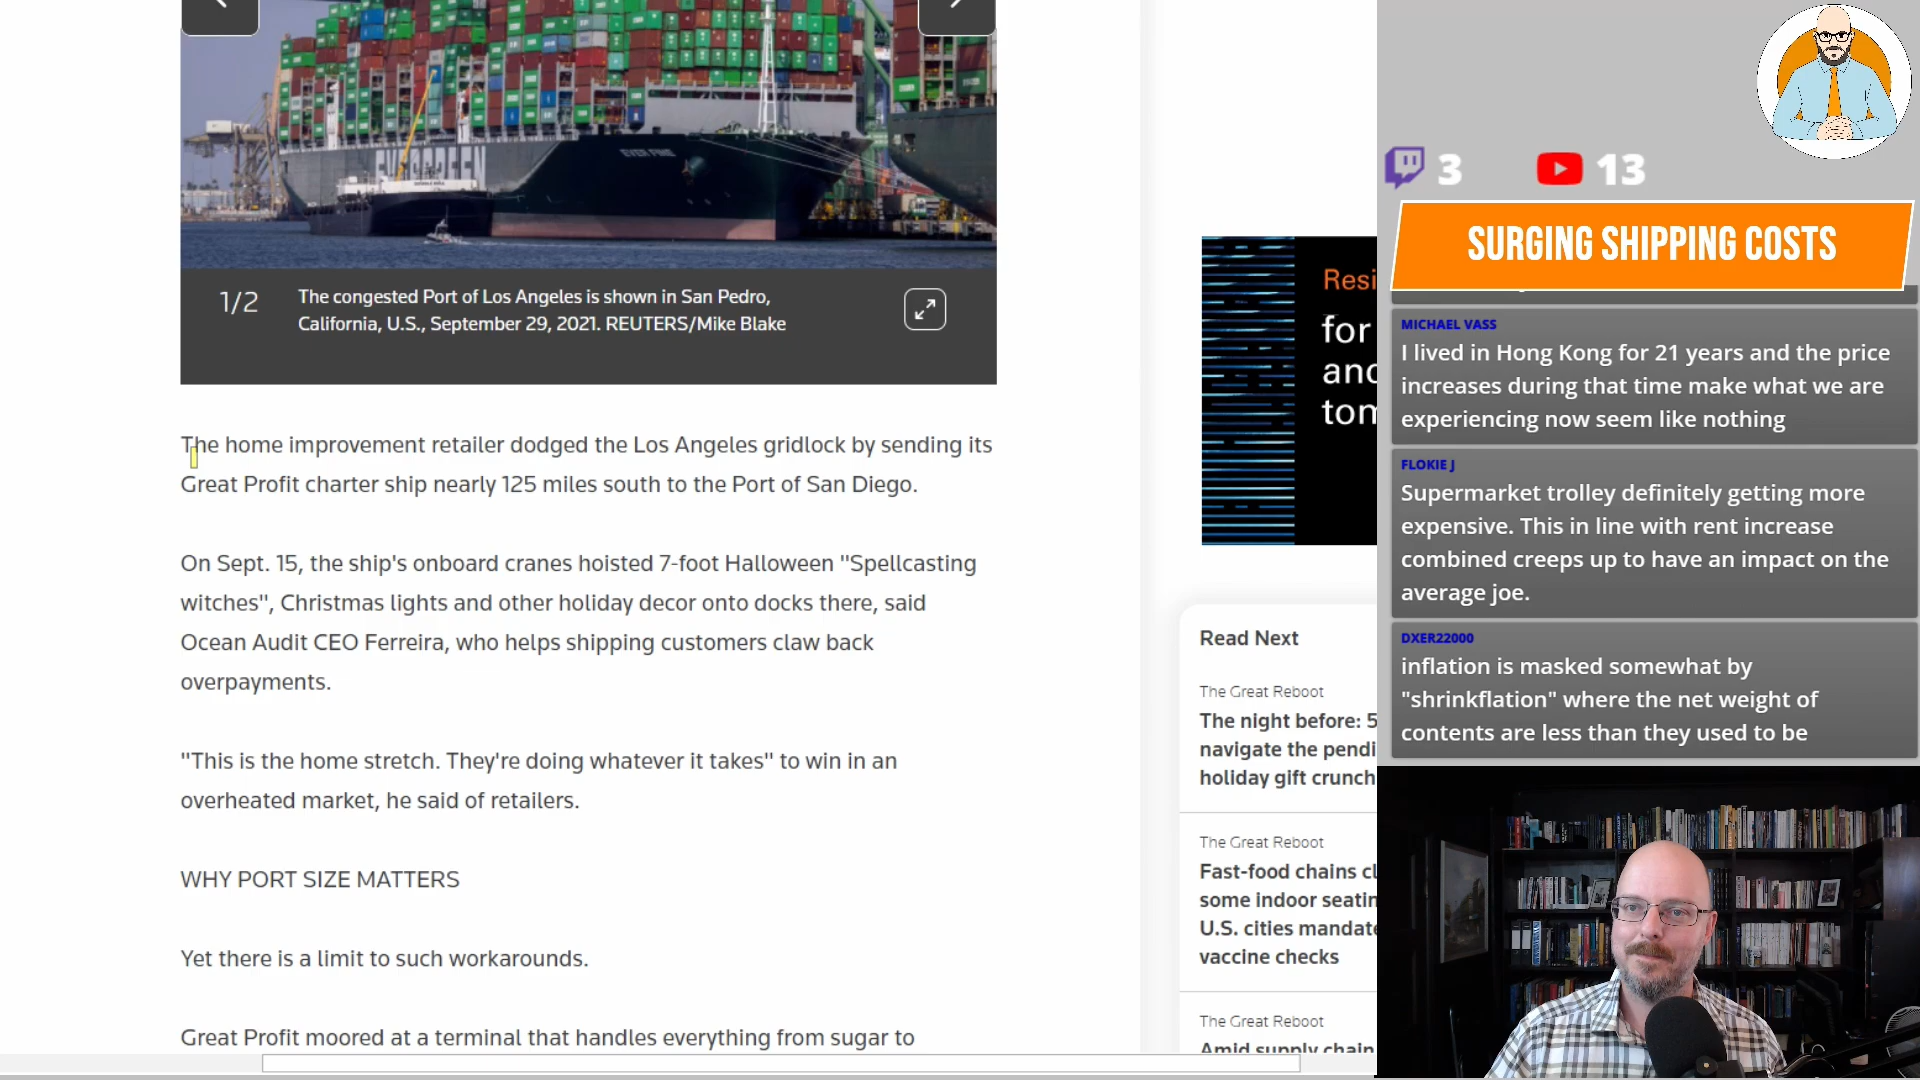 EVERGREEN
EVER FINE
1/2
The congested Port of Los Angeles is shown in San Pedro,
California, U.S., September 29, 2021. REUTERS/Mike Blake
The home improvement retailer dodged the Los Angeles gridlock by sending its
Great Profit charter ship nearly 125 miles south to the Port of San Diego.
On Sept. 15, the ship's onboard cranes hoisted 7-foot Halloween "Spellcasting
witches", Christmas lights and other holiday decor onto docks there, said
Ocean Audit CEO Ferreira, who helps shipping customers claw back
overpayments.
"This is the home stretch. They're doing whatever it takes" to win in an
overheated market, he said of retailers.
WHY PORT SIZE MATTERS
Yet there is a limit to such workarounds.
Great Profit moored at a terminal that handles everything from sugar to
Resi
for
and
tom
Read Next
The Great Reboot
The night before: 5
navigate the pendi
holiday gift crunch
The Great Reboot
Fast-food chains cl
some indoor seatin
U.S. cities mandate
vaccine checks
The Great Reboot
Amid supply chain
3
13
SURGING SHIPPING COSTS
MICHAEL VASS
I lived in Hong Kong for 21 years and the price
increases during that time make what we are
experiencing now seem like nothing
FLOKIE J
Supermarket trolley definitely getting more
expensive. This in line with rent increase
combined creeps up to have an impact on the
average joe.
DXER22000
inflation is masked somewhat by
"shrinkflation" where the net weight of
contents are less than they used to be